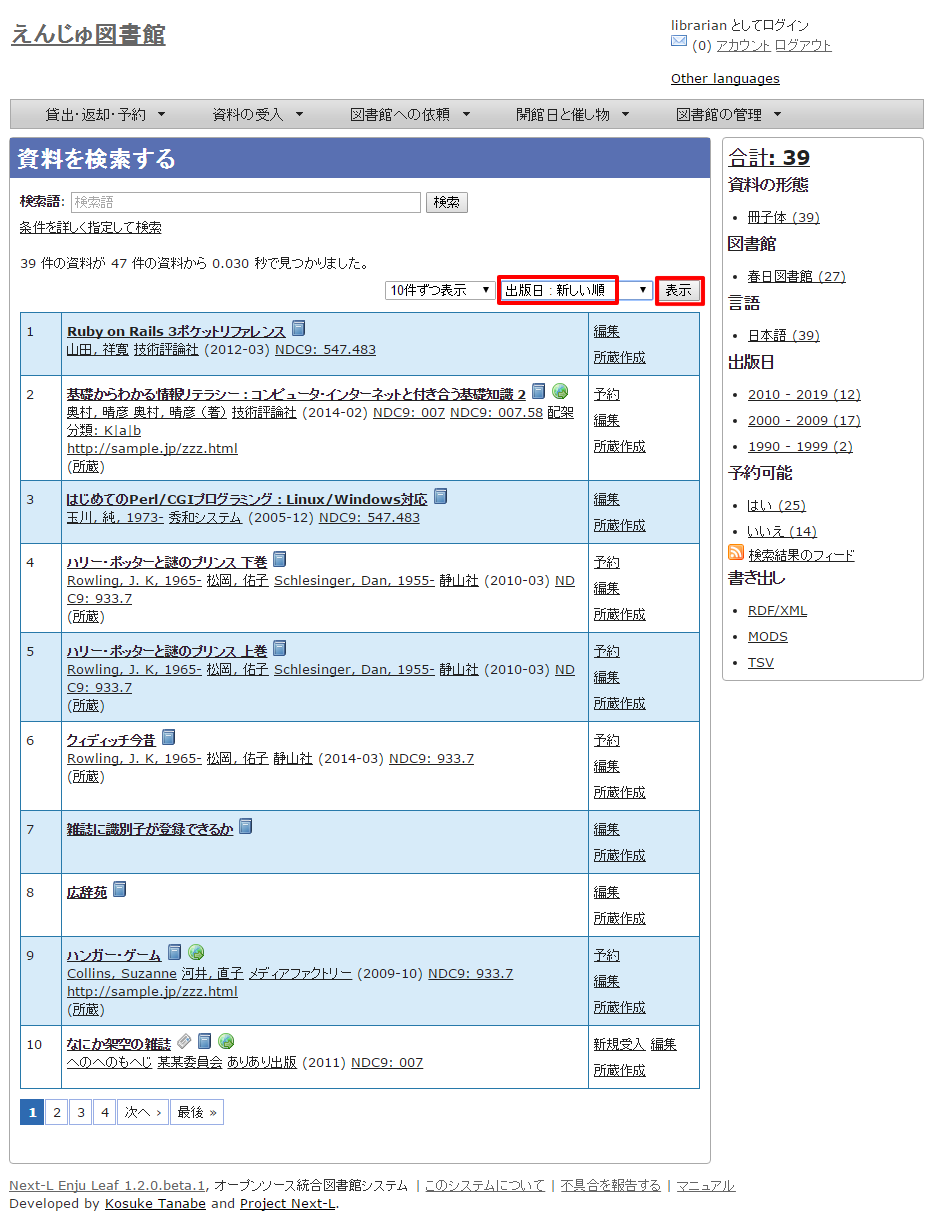 えんじゅ図書館
librarian としてログイン
(0) アカウント ログアウト
Other languages
貸出・返却・予約 ▼ 資料の受入 ▼ 図書館への依頼 ▼ 開館日と催し物 ▼ 図書館の管理 ▼
資料を検索する
検索語: 検索語 検索
条件を詳しく指定して検索
39 件の資料が 47 件の資料から 0.030 秒で見つかりました。
10件ずつ表示 ▼ 出版日：新しい順 ▼ 表示
1 Ruby on Rails 3ポケットリファレンス 編集
山田, 祥寛 技術評論社 (2012-03) NDC9: 547.483
所蔵作成
2 基礎からわかる情報リテラシー：コンピュータ・インターネットと付き合う基礎知識 2 予約
奥村, 晴彦 奥村, 晴彦 (著) 技術評論社 (2014-02) NDC9: 007 NDC9: 007.58 配架
編集
分類: K|a|b
http://sample.jp/zzz.html 所蔵作成
(所蔵)
3 はじめてのPerl/CGIプログラミング：Linux/Windows対応 編集
玉川, 純, 1973- 秀和システム (2005-12) NDC9: 547.483
所蔵作成
4 ハリー・ポッターと謎のプリンス 下巻 予約
Rowling, J. K, 1965- 松岡, 佑子 Schlesinger, Dan, 1955- 静山社 (2010-03) ND
編集
C9: 933.7
(所蔵) 所蔵作成
5 ハリー・ポッターと謎のプリンス 上巻 予約
Rowling, J. K, 1965- 松岡, 佑子 Schlesinger, Dan, 1955- 静山社 (2010-03) ND
編集
C9: 933.7
(所蔵) 所蔵作成
6 クィディッチ今昔 予約
Rowling, J. K, 1965- 松岡, 佑子 静山社 (2014-03) NDC9: 933.7
編集
(所蔵)
所蔵作成
7 雑誌に識別子が登録できるか 編集
所蔵作成
8 広辞苑 編集
所蔵作成
9 ハンガー・ゲーム 予約
Collins, Suzanne 河井, 直子 メディアファクトリー (2009-10) NDC9: 933.7
編集
http://sample.jp/zzz.html
(所蔵) 所蔵作成
10 なにか架空の雑誌 新規受入 編集
へのへのもへじ 某某委員会 ありあり出版 (2011) NDC9: 007
所蔵作成
1 2 3 4 次へ › 最後 »
合計: 39
資料の形態
• 冊子体 (39)
図書館
• 春日図書館 (27)
言語
• 日本語 (39)
出版日
• 2010 - 2019 (12)
• 2000 - 2009 (17)
• 1990 - 1999 (2)
予約可能
• はい (25)
• いいえ (14)
検索結果のフィード
書き出し
• RDF/XML
• MODS
• TSV
Next-L Enju Leaf 1.2.0.beta.1, オープンソース統合図書館システム | このシステムについて | 不具合を報告する | マニュアル
Developed by Kosuke Tanabe and Project Next-L.